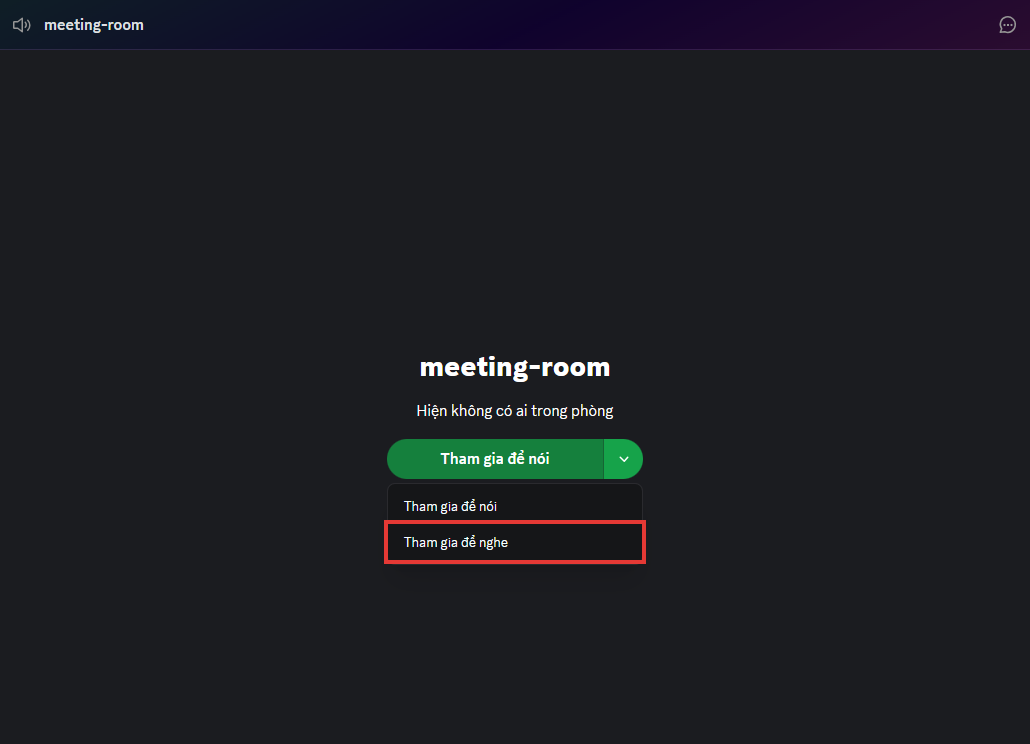 meeting-room
meeting-room
Hiện không có ai trong phòng
Tham gia để nói
Tham gia để nói
Tham gia để nghe